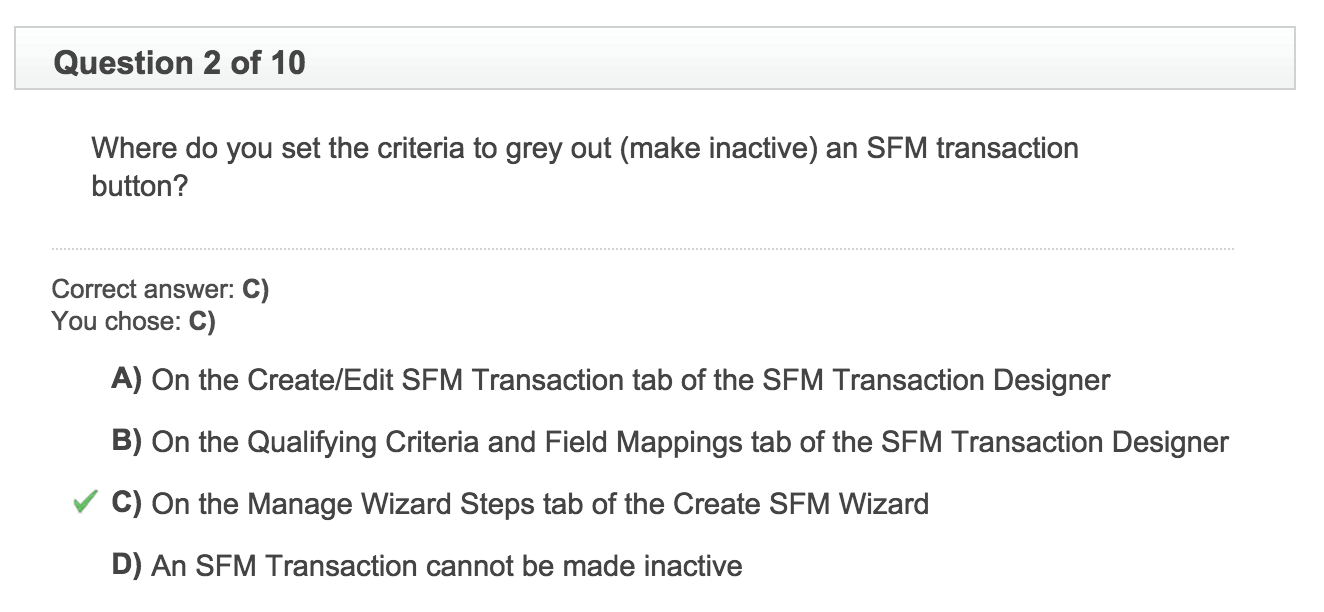 Question 2 of 10
Where do you set the criteria to grey out (make inactive) an SFM transaction
button?
Correct answer: C)
You chose: C)
A) On the Create/Edit SFM Transaction tab of the SFM Transaction Designer
B) On the Qualifying Criteria and Field Mappings tab of the SFM Transaction Designer
C) On the Manage Wizard Steps tab of the Create SFM Wizard
D) An SFM Transaction cannot be made inactive